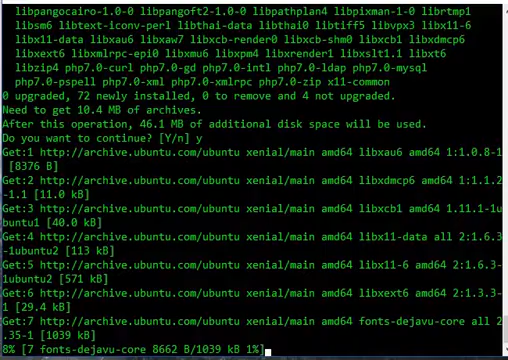 libpangocairo-1.0-0 libpangoft2-1.0-0 libpathplan4 libpixman-1-0 librtmp1
libsm6 libtext-iconv-perl libthai-data libthai0 libtiff5 libvpx3 libx11-6
libx11-data libxau6 libxaw7 libxcb-render0 libxcb-shm0 libxcb1 libxdmcp6
libxext6 libxmlrpc-epi0 libxmu6 libxpm4 libxrender1 libxslt1.1 libxt6
libzip4 php7.0-curl php7.0-gd php7.0-intl php7.0-ldap php7.0-mysql
php7.0-pspell php7.0-xml php7.0-xmlrpc php7.0-zip x11-common
0 upgraded, 72 newly installed, 0 to remove and 4 not upgraded.
Need to get 10.4 MB of archives.
After this operation, 46.1 MB of additional disk space will be used.
Do you want to continue? [Y/n] y
Get:1 http://archive.ubuntu.com/ubuntu xenial/main amd64 libxau6 amd64 1:1.0.8-1
[8376 B]
Get:2 http://archive.ubuntu.com/ubuntu xenial/main amd64 libxdmcp6 amd64 1:1.1.2
-1.1 [11.0 kB]
Get:3 http://archive.ubuntu.com/ubuntu xenial/main amd64 libxcb1 amd64 1.11.1-1u
buntu1 [40.0 kB]
Get:4 http://archive.ubuntu.com/ubuntu xenial/main amd64 libx11-data all 2:1.6.3
-1ubuntu2 [113 kB]
Get:5 http://archive.ubuntu.com/ubuntu xenial/main amd64 libx11-6 amd64 2:1.6.3-
1ubuntu2 [571 kB]
Get:6 http://archive.ubuntu.com/ubuntu xenial/main amd64 libxext6 amd64 2:1.3.3-
1 [29.4 kB]
Get:7 http://archive.ubuntu.com/ubuntu xenial/main amd64 fonts-dejavu-core all 2
.35-1 [1039 kB]
8% [7 fonts-dejavu-core 8662 B/1039 kB 1%]